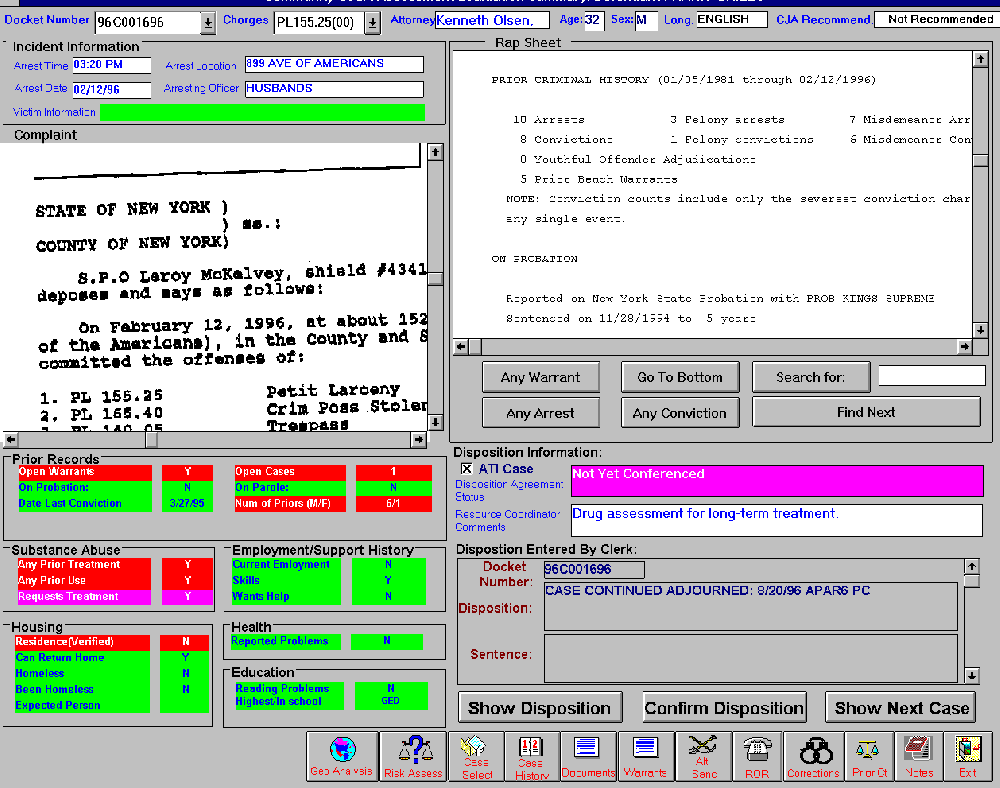 Docket Number 96C001696 Charges PL155.25(00) Attorney Kenneth Olsen, Age: 32 Sex: M Lang. ENGLISH CJA Recommend. Not Recommended
Incident Information
Arrest Time 03:20 PM Arrest Location 899 AVE OF AMERICANS
Arrest Date 02/12/96 Arresting Officer HUSBANDS
Victim Information
Complaint
STATE OF NEW YORK )
) ss.:
COUNTY OF NEW YORK)
S.P.O Leroy McKalvey, shield #4341
deposes and says as follows:
On February 12, 1996, at about 152
of the Americans), in the County and S
committed the offenses of:
1. PL 155.25 Petit Larceny
2. PL 165.40 Crim Poss Stolen
3. PL 140.05 Trespass
Rap Sheet
PRIOR CRIMINAL HISTORY (01/05/1981 through 02/12/1996)
10 Arrests 3 Felony arrests 7 Misdemeanor Arr
8 Convictions 1 Felony convictions 6 Misdemeanor Con
0 Youthful Offender Adjudications
5 Prior Bench Warrants
NOTE: Conviction counts include only the severest conviction char
any single event.
ON PROBATION
Reported on New York State Probation with PROB KINGS SUPREME
Sentenced on 11/28/1994 to 5 years
Any Warrant Go To Bottom Search for:
Any Arrest Any Conviction Find Next
Prior Records
Open Warrants Y Open Cases 1
On Probation: N On Parole: N
Date Last Conviction 3/27/95 Num of Priors (M/F) 6/1
Substance Abuse
Any Prior Treatment Y
Any Prior Use Y
Requests Treatment Y
Employment/Support History
Current Emloyment N
Skills Y
Wants Help N
Housing
Residence(Verified) N
Can Return Home Y
Homeless N
Been Homeless N
Expected Person
Health
Reported Problems N
Education
Reading Problems N
Highest/in school GED
Disposition Information:
X ATI Case
Disposition Agreement Status Not Yet Conferenced
Resource Coordinator Comments Drug assessment for long-term treatment.
Dispostion Entered By Clerk:
Docket Number: 96C001696
Disposition: CASE CONTINUED ADJOURNED: 8/20/96 APAR6 PC
Sentence:
Show Disposition Confirm Disposition Show Next Case
Geo Analysis Risk Assess Case Select Case History Documents Warrants Alt Sanc ROR Corrections Prior Ct Notes Exit